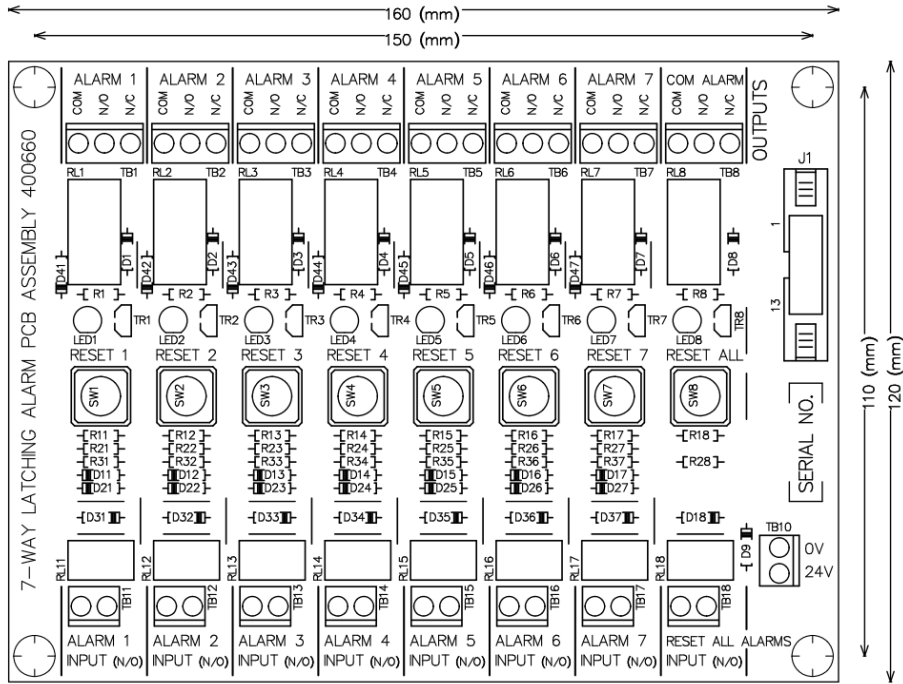 160 (mm)
150 (mm)
ALARM 1 ALARM 2 ALARM 3 ALARM 4 ALARM 5 ALARM 6 ALARM 7 COM ALARM
COM N/O N/C COM N/O N/C COM N/O N/C COM N/O N/C COM N/O N/C COM N/O N/C COM N/O N/C COM N/O N/C
OUTPUTS
7-WAY LATCHING ALARM PCB ASSEMBLY 400660
RL1 TB1 RL2 TB2 RL3 TB3 RL4 TB4 RL5 TB5 RL6 TB6 RL7 TB7 RL8 TB8
J1
1
13
D41 D1 D42 D2 D43 D3 D44 D4 D45 D5 D46 D6 D47 D7 D8
R1 R2 R3 R4 R5 R6 R7 R8
TR1 TR2 TR3 TR4 TR5 TR6 TR7 TR8
LED1 LED2 LED3 LED4 LED5 LED6 LED7 LED8
RESET 1 RESET 2 RESET 3 RESET 4 RESET 5 RESET 6 RESET 7 RESET ALL
SW1 SW2 SW3 SW4 SW5 SW6 SW7 SW8
110 (mm)
120 (mm)
SERIAL NO.
R11 R12 R13 R14 R15 R16 R17 R18
R21 R22 R23 R24 R25 R26 R27
R31 R32 R33 R34 R35 R36 R37 R28
D11 D12 D13 D14 D15 D16 D17
D21 D22 D23 D24 D25 D26 D27
D31 D32 D33 D34 D35 D36 D37 D18
D9
TB10
0V
24V
RL11 RL12 RL13 RL14 RL15 RL16 RL17 RL18
TB11 TB12 TB13 TB14 TB15 TB16 TB17 TB18
ALARM 1 ALARM 2 ALARM 3 ALARM 4 ALARM 5 ALARM 6 ALARM 7 RESET ALL ALARMS
INPUT (N/O) INPUT (N/O) INPUT (N/O) INPUT (N/O) INPUT (N/O) INPUT (N/O) INPUT (N/O) INPUT (N/O)